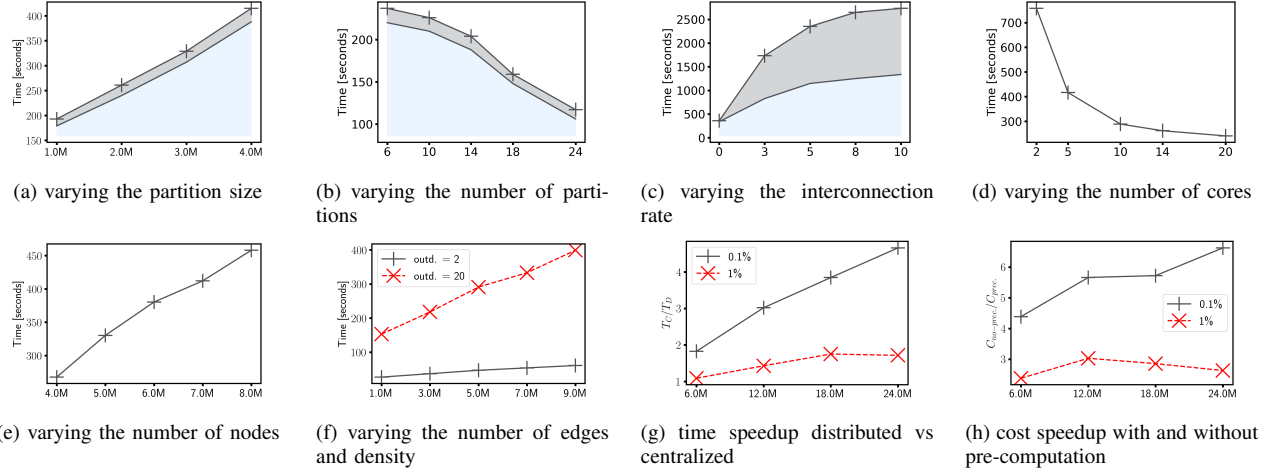 400
350
300
250
200
150
Time [seconds]
1.0M 2.0M 3.0M 4.0M
(a) varying the partition size
200
150
100
Time [seconds]
6 10 14 18 24
(b) varying the number of parti-
tions
2500
2000
1500
1000
500
0
Time [seconds]
0 3 5 8 10
(c) varying the interconnection
rate
700
600
500
400
300
Time [seconds]
2 5 10 14 20
(d) varying the number of cores
450
400
350
300
Time [seconds]
4.0M 5.0M 6.0M 7.0M 8.0M
(e) varying the number of nodes
400
300
200
100
Time [seconds]
outd. = 2
outd. = 20
1.0M 3.0M 5.0M 7.0M 9.0M
(f) varying the number of edges
and density
4
3
2
1
T_C/T_D
0.1%
1%
6.0M 12.0M 18.0M 24.0M
(g) time speedup distributed vs
centralized
6
5
4
3
C_no−prec./C_prec.
0.1%
1%
6.0M 12.0M 18.0M 24.0M
(h) cost speedup with and without
pre-computation